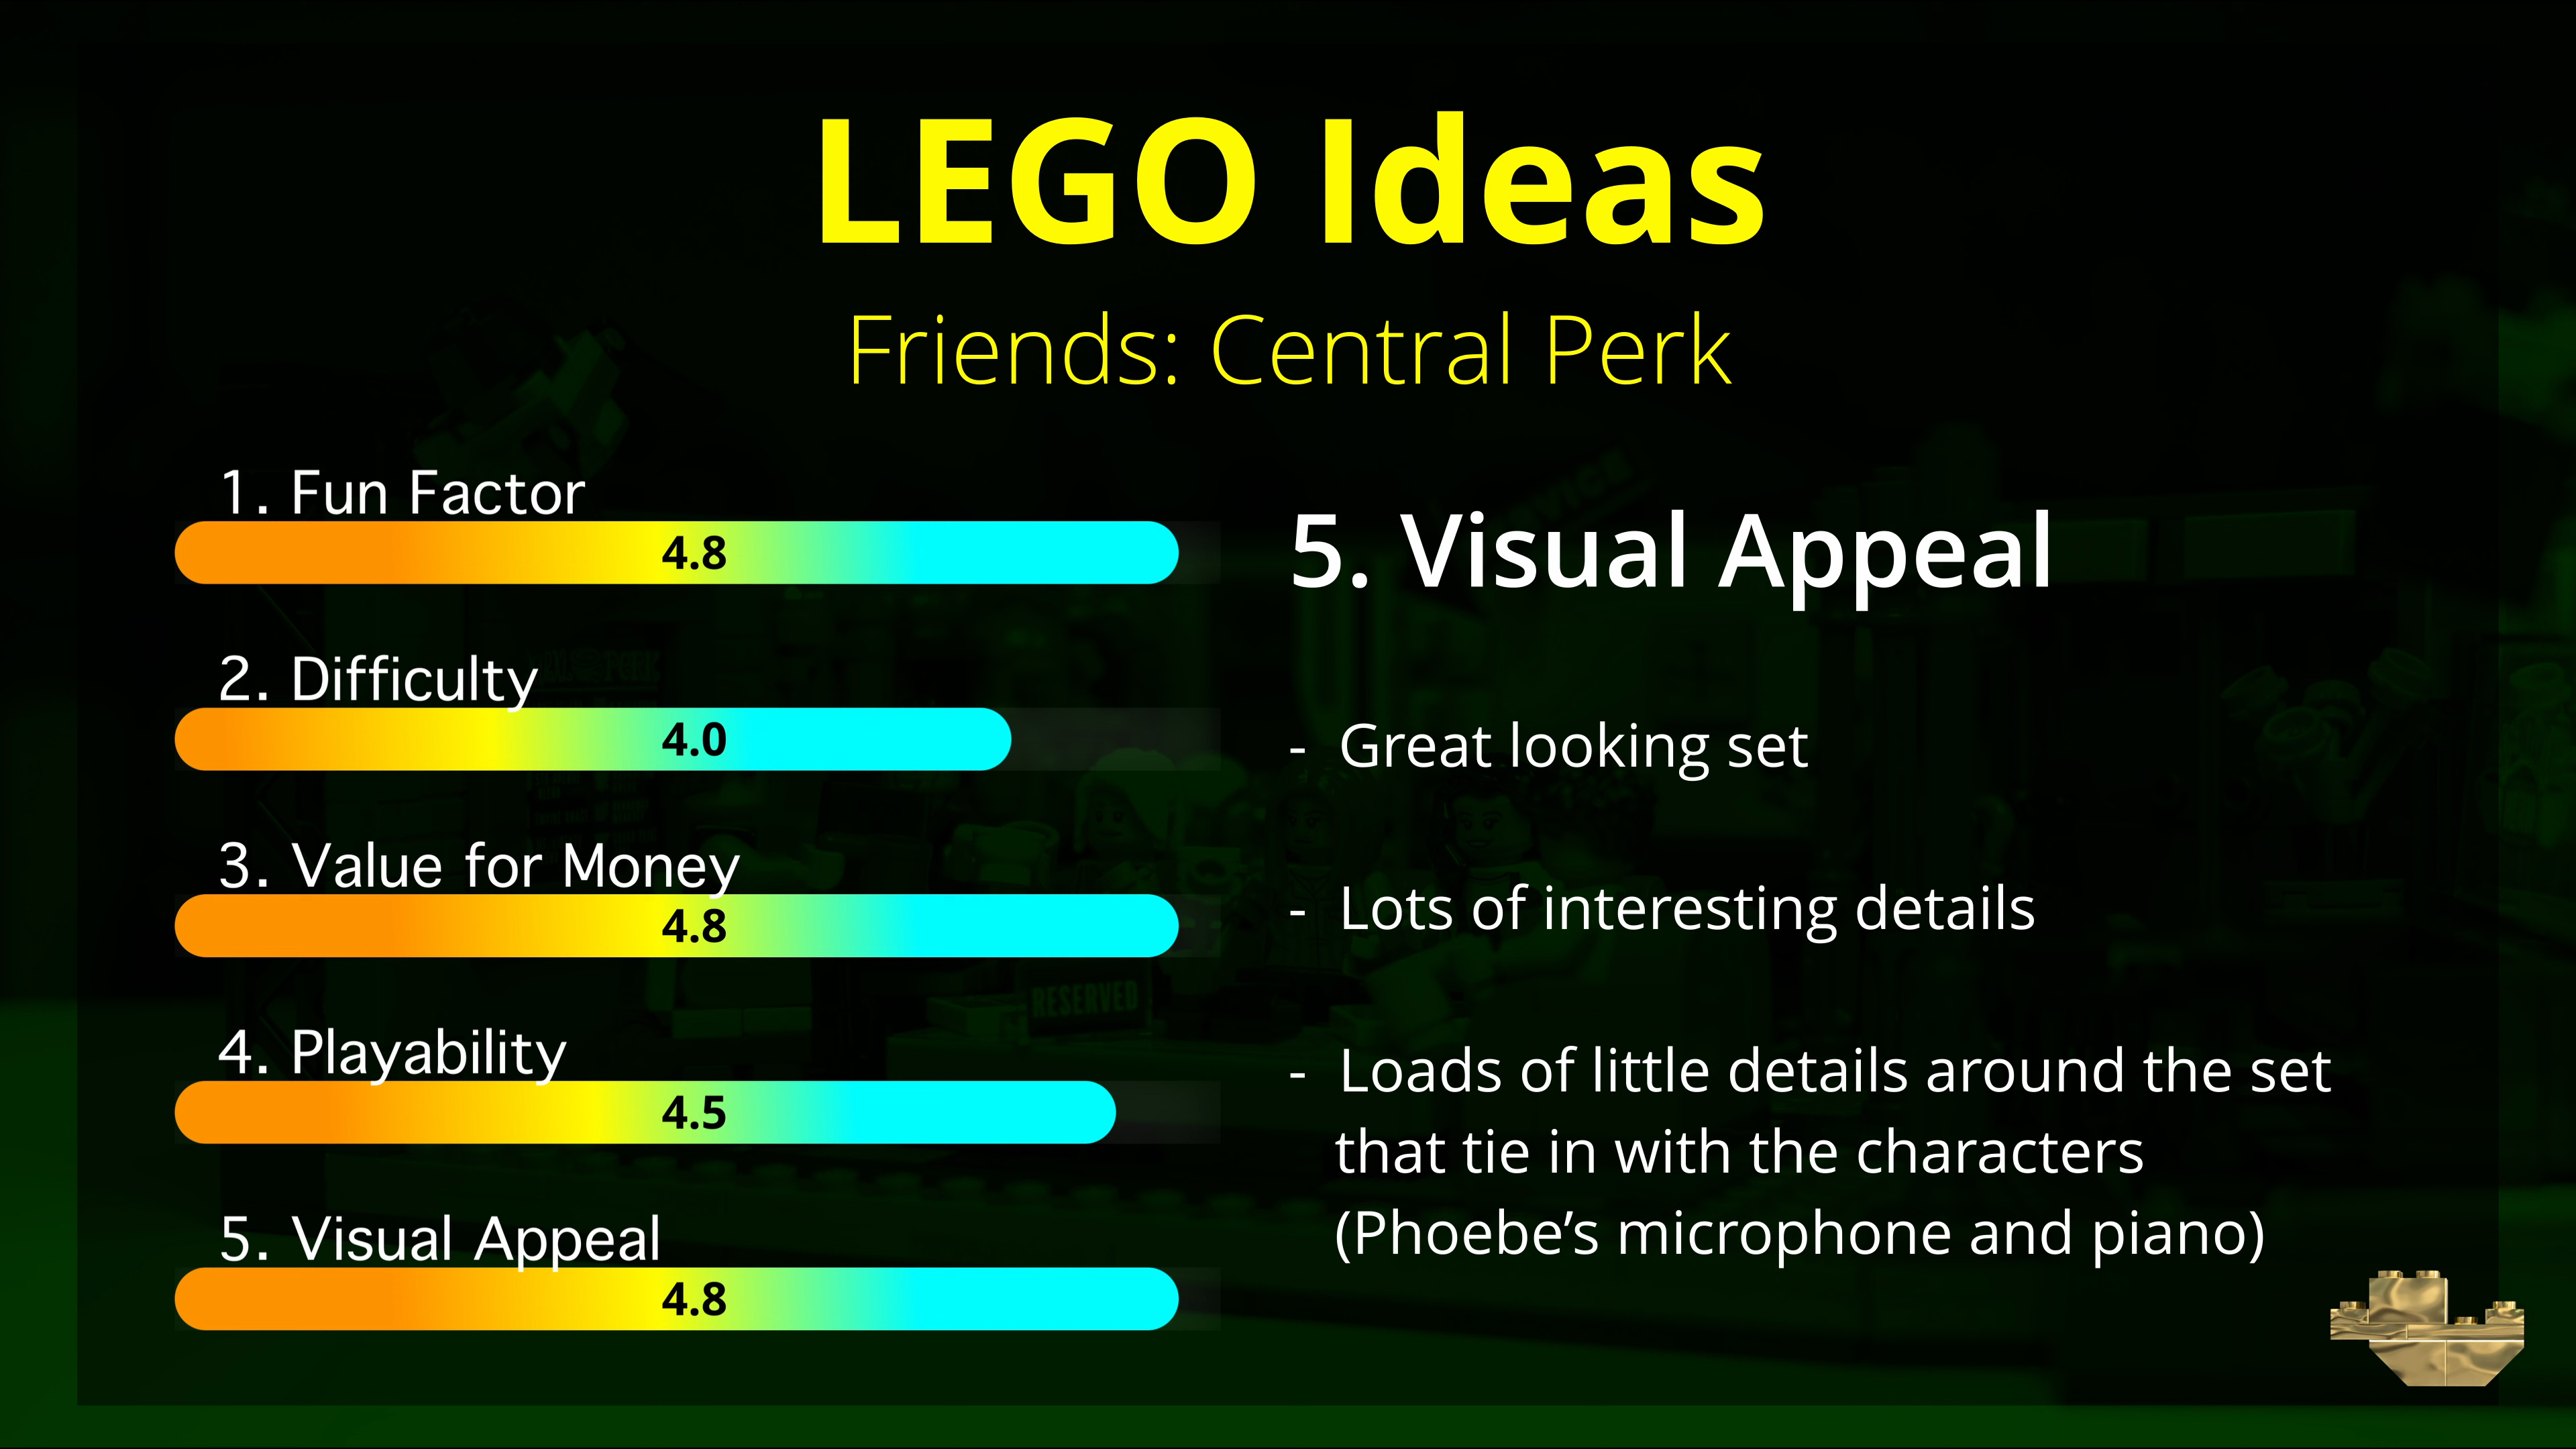 LEGO Ideas
Friends: Central Perk
1. Fun Factor
4.8
2. Difficulty
4.0
3. Value for Money
4.8
4. Playability
4.5
5. Visual Appeal
4.8
5. Visual Appeal
- Great looking set
- Lots of interesting details
- Loads of little details around the set
that tie in with the characters
(Phoebe’s microphone and piano)
RESERVED